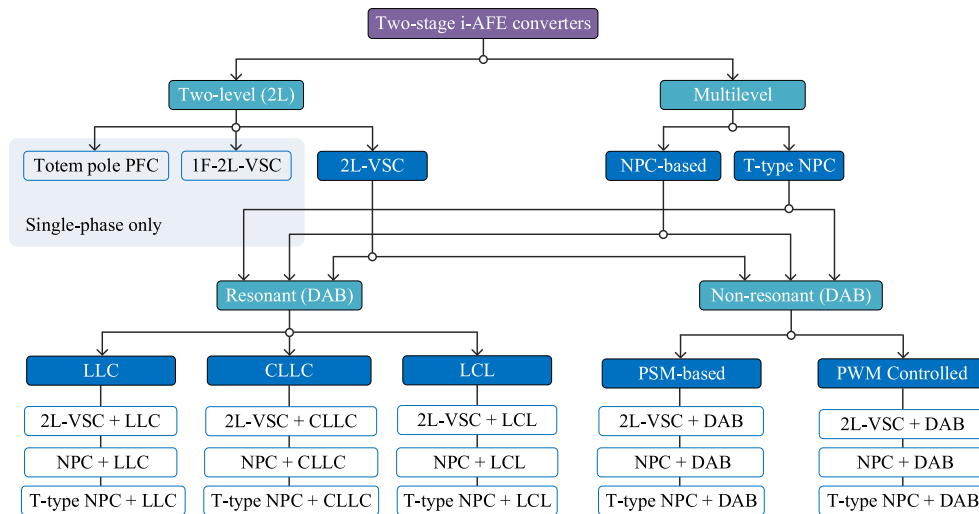 Two-stage i-AFE converters
Two-level (2L)
Multilevel
Totem pole PFC
1F-2L-VSC
2L-VSC
NPC-based
T-type NPC
Single-phase only
Resonant (DAB)
Non-resonant (DAB)
LLC
CLLC
LCL
PSM-based
PWM Controlled
2L-VSC + LLC
2L-VSC + CLLC
2L-VSC + LCL
2L-VSC + DAB
2L-VSC + DAB
NPC + LLC
NPC + CLLC
NPC + LCL
NPC + DAB
NPC + DAB
T-type NPC + LLC
T-type NPC + CLLC
T-type NPC + LCL
T-type NPC + DAB
T-type NPC + DAB